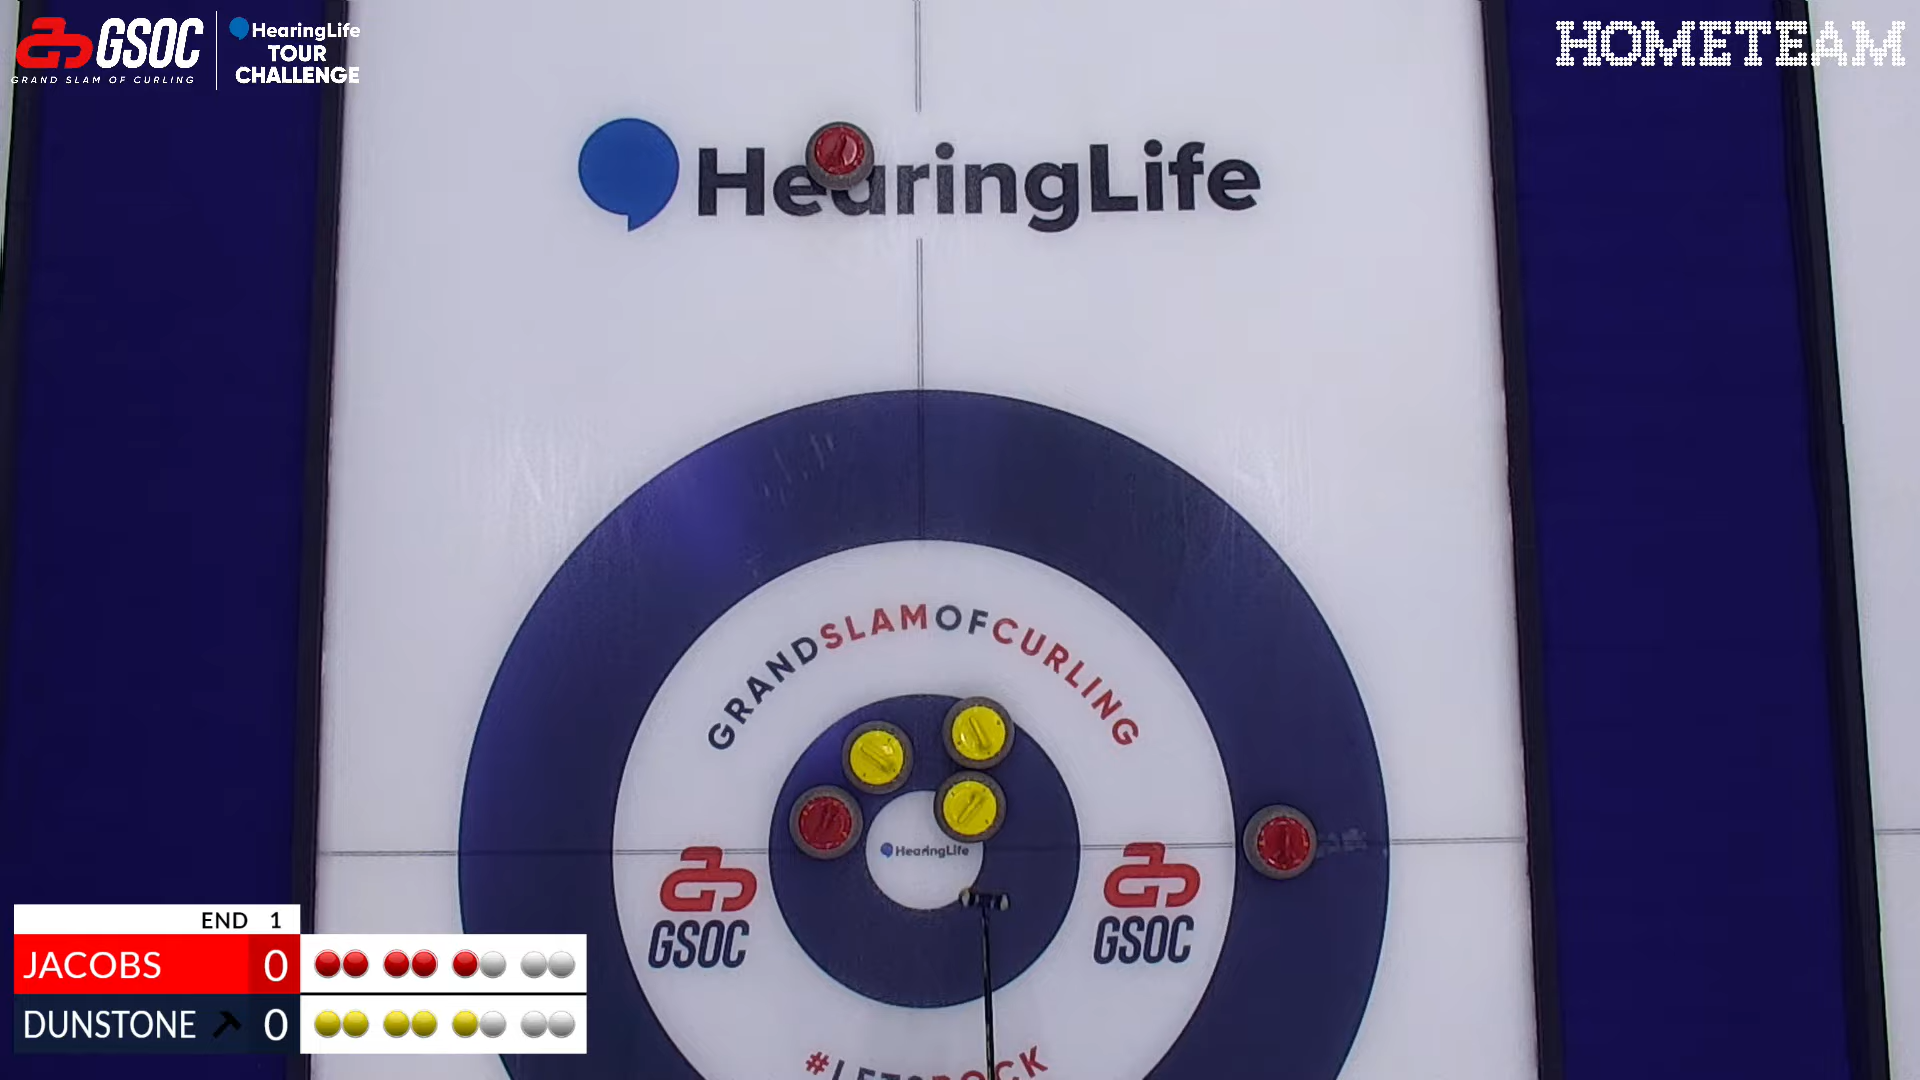 GSOC
GRAND SLAM OF CURLING
HearingLife
TOUR
CHALLENGE
HOMETEAM
HearingLife
GRANDSLAMOFCURLING
HearingLife
GSOC
GSOC
END 1
JACOBS 0
DUNSTONE 0